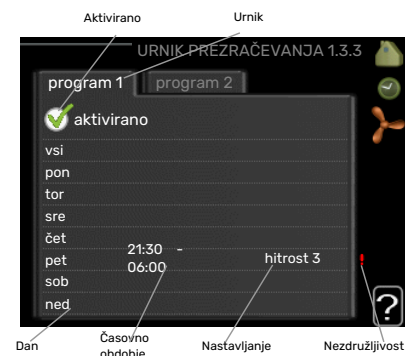 Aktivirano
Urnik
URNIK PREZRAČEVANJA 1.3.3
program 1
program 2
aktivirano
vsi
pon
tor
sre
čet
pet
21:30 -
06:00
hitrost 3
!
sob
ned
?
Dan
Časovno
obdobje
Nastavljanje
Nezdružljivost